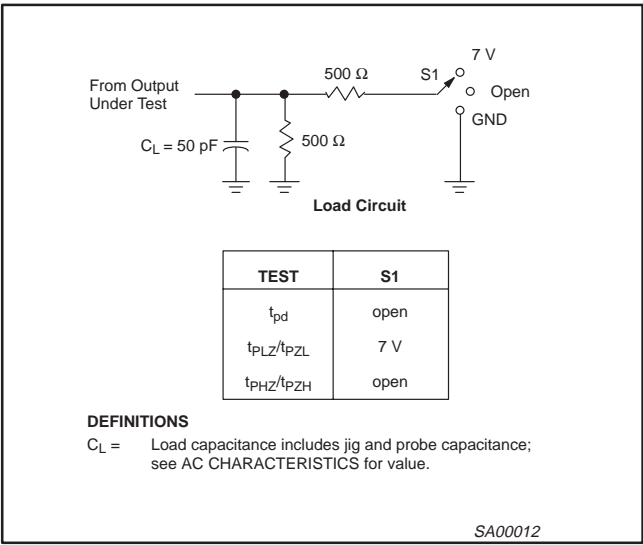 7 V
500 Ω
S1
From Output
Under Test
Open
GND
C_L = 50 pF
500 Ω
Load Circuit
TEST S1
t_pd open
t_PLZ/t_PZL 7 V
t_PHZ/t_PZH open
DEFINITIONS
C_L = Load capacitance includes jig and probe capacitance;
see AC CHARACTERISTICS for value.
SA00012